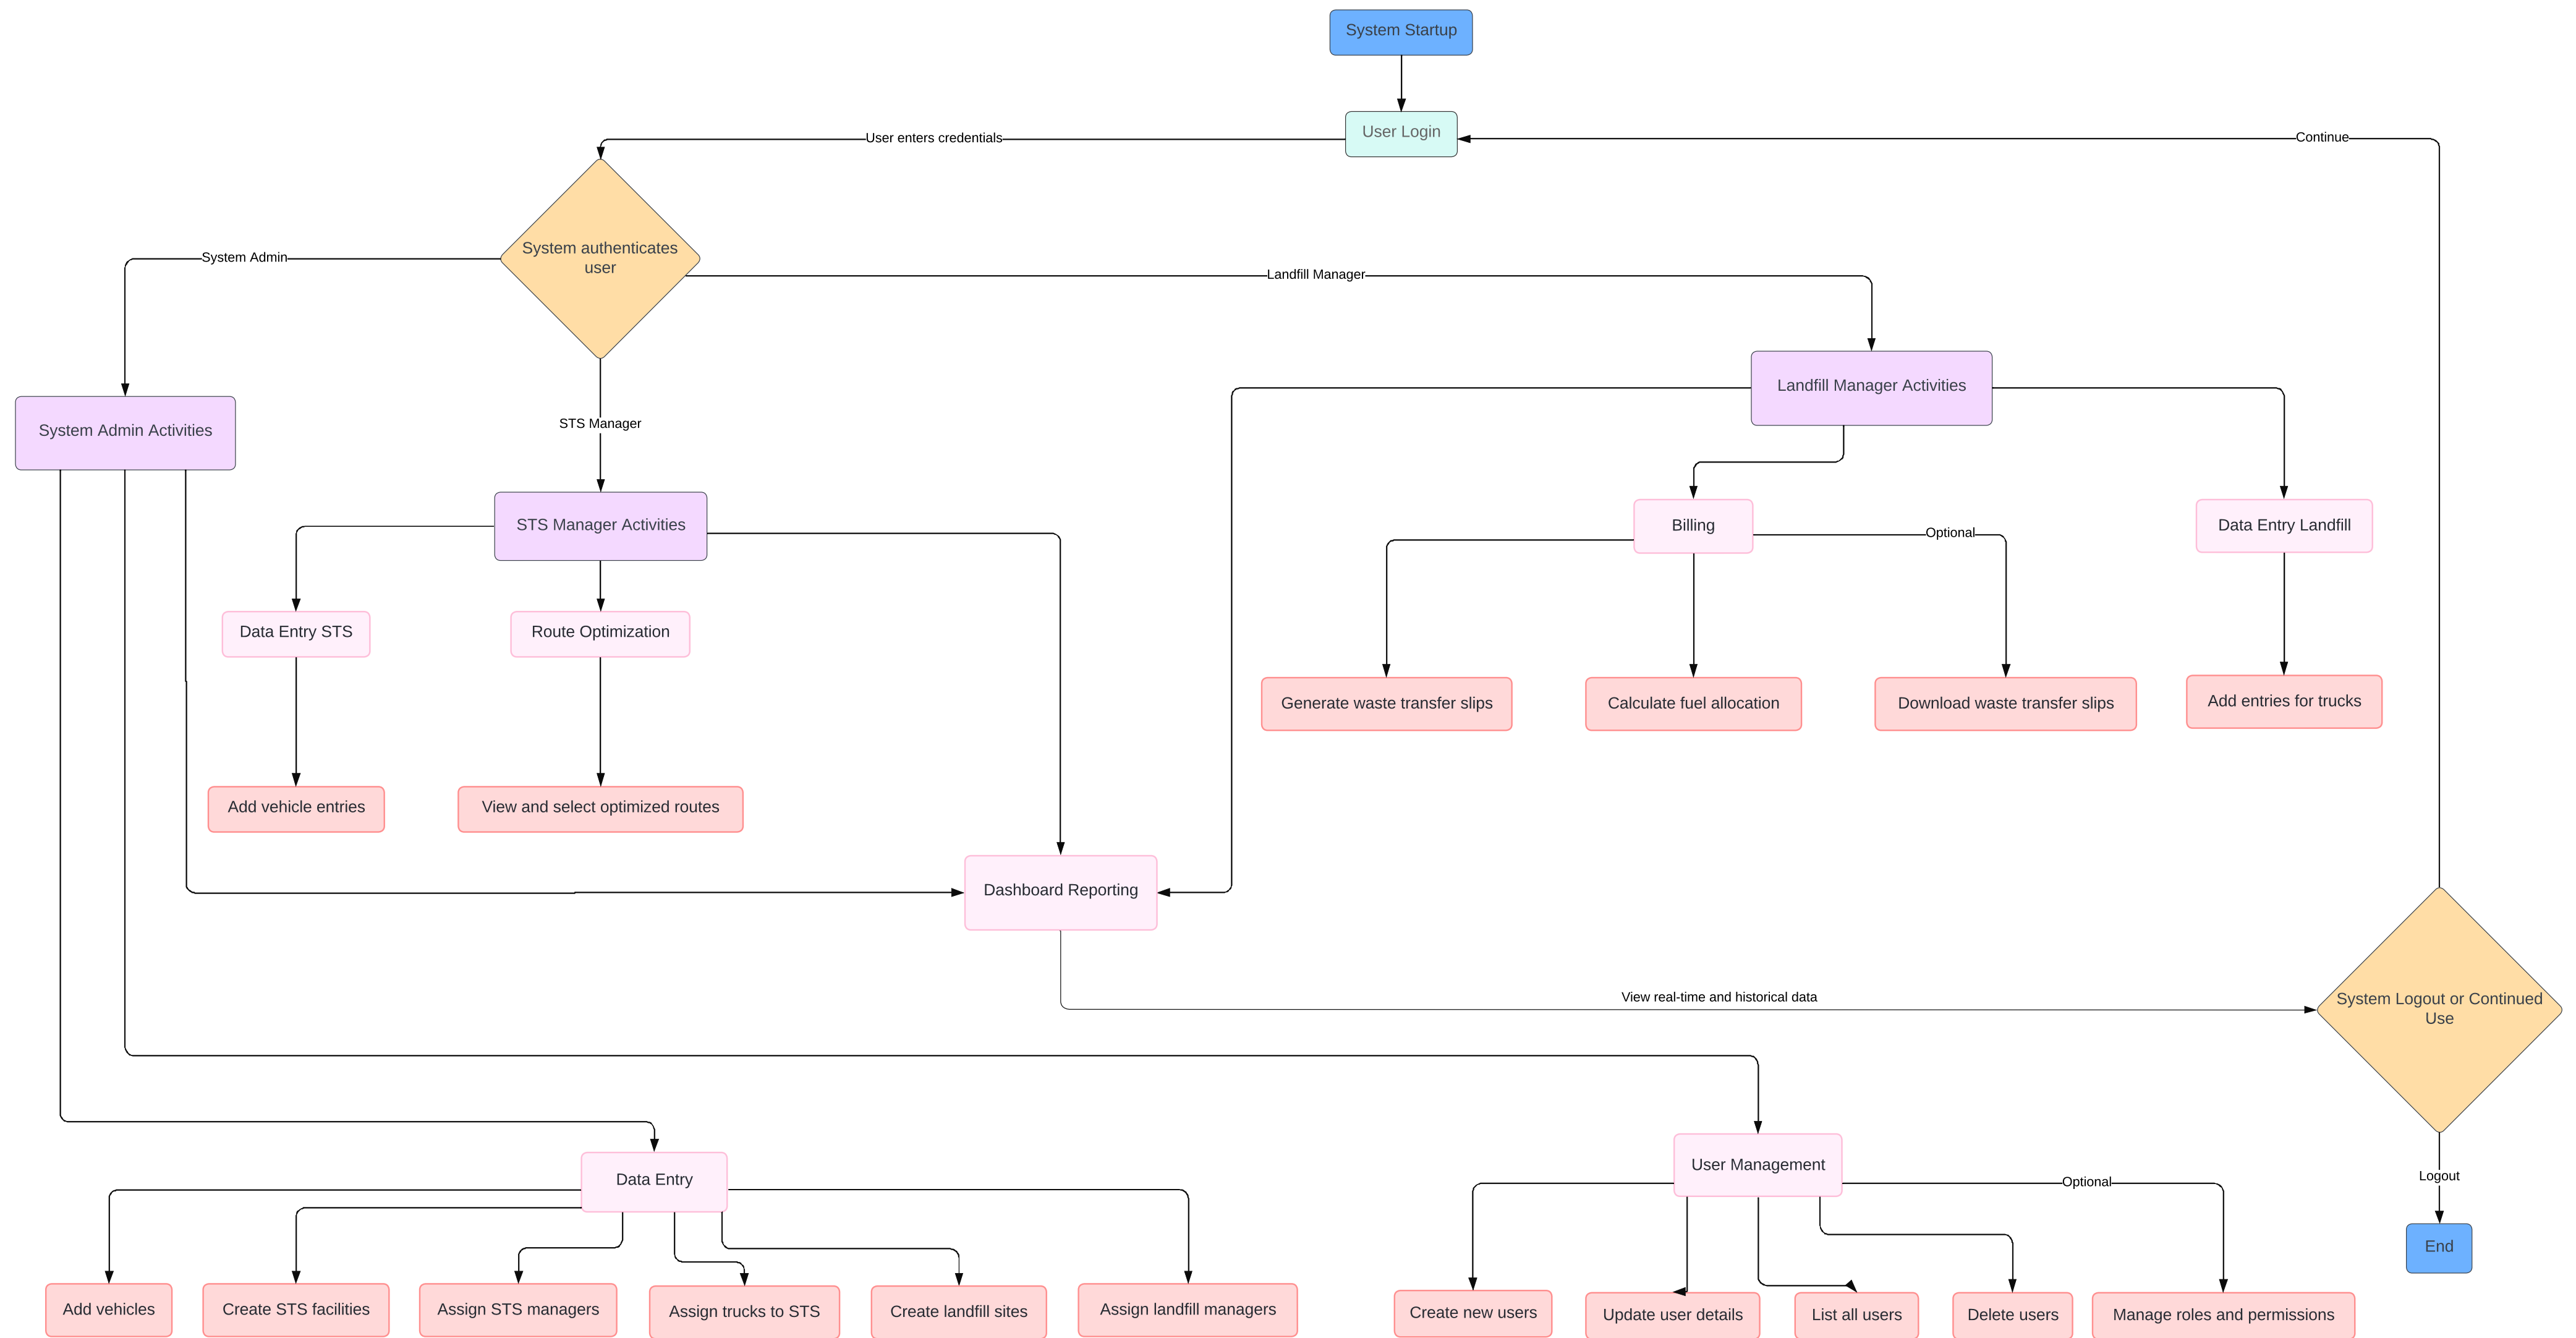 System Startup
User Login
User enters credentials
Continue
System authenticates
user
System Admin
Landfill Manager
STS Manager
System Admin Activities
Landfill Manager Activities
STS Manager Activities
Billing
Optional
Data Entry Landfill
Data Entry STS
Route Optimization
Generate waste transfer slips
Calculate fuel allocation
Download waste transfer slips
Add entries for trucks
Add vehicle entries
View and select optimized routes
Dashboard Reporting
View real-time and historical data
System Logout or Continued
Use
Data Entry
User Management
Optional
Logout
End
Add vehicles
Create STS facilities
Assign STS managers
Assign trucks to STS
Create landfill sites
Assign landfill managers
Create new users
Update user details
List all users
Delete users
Manage roles and permissions